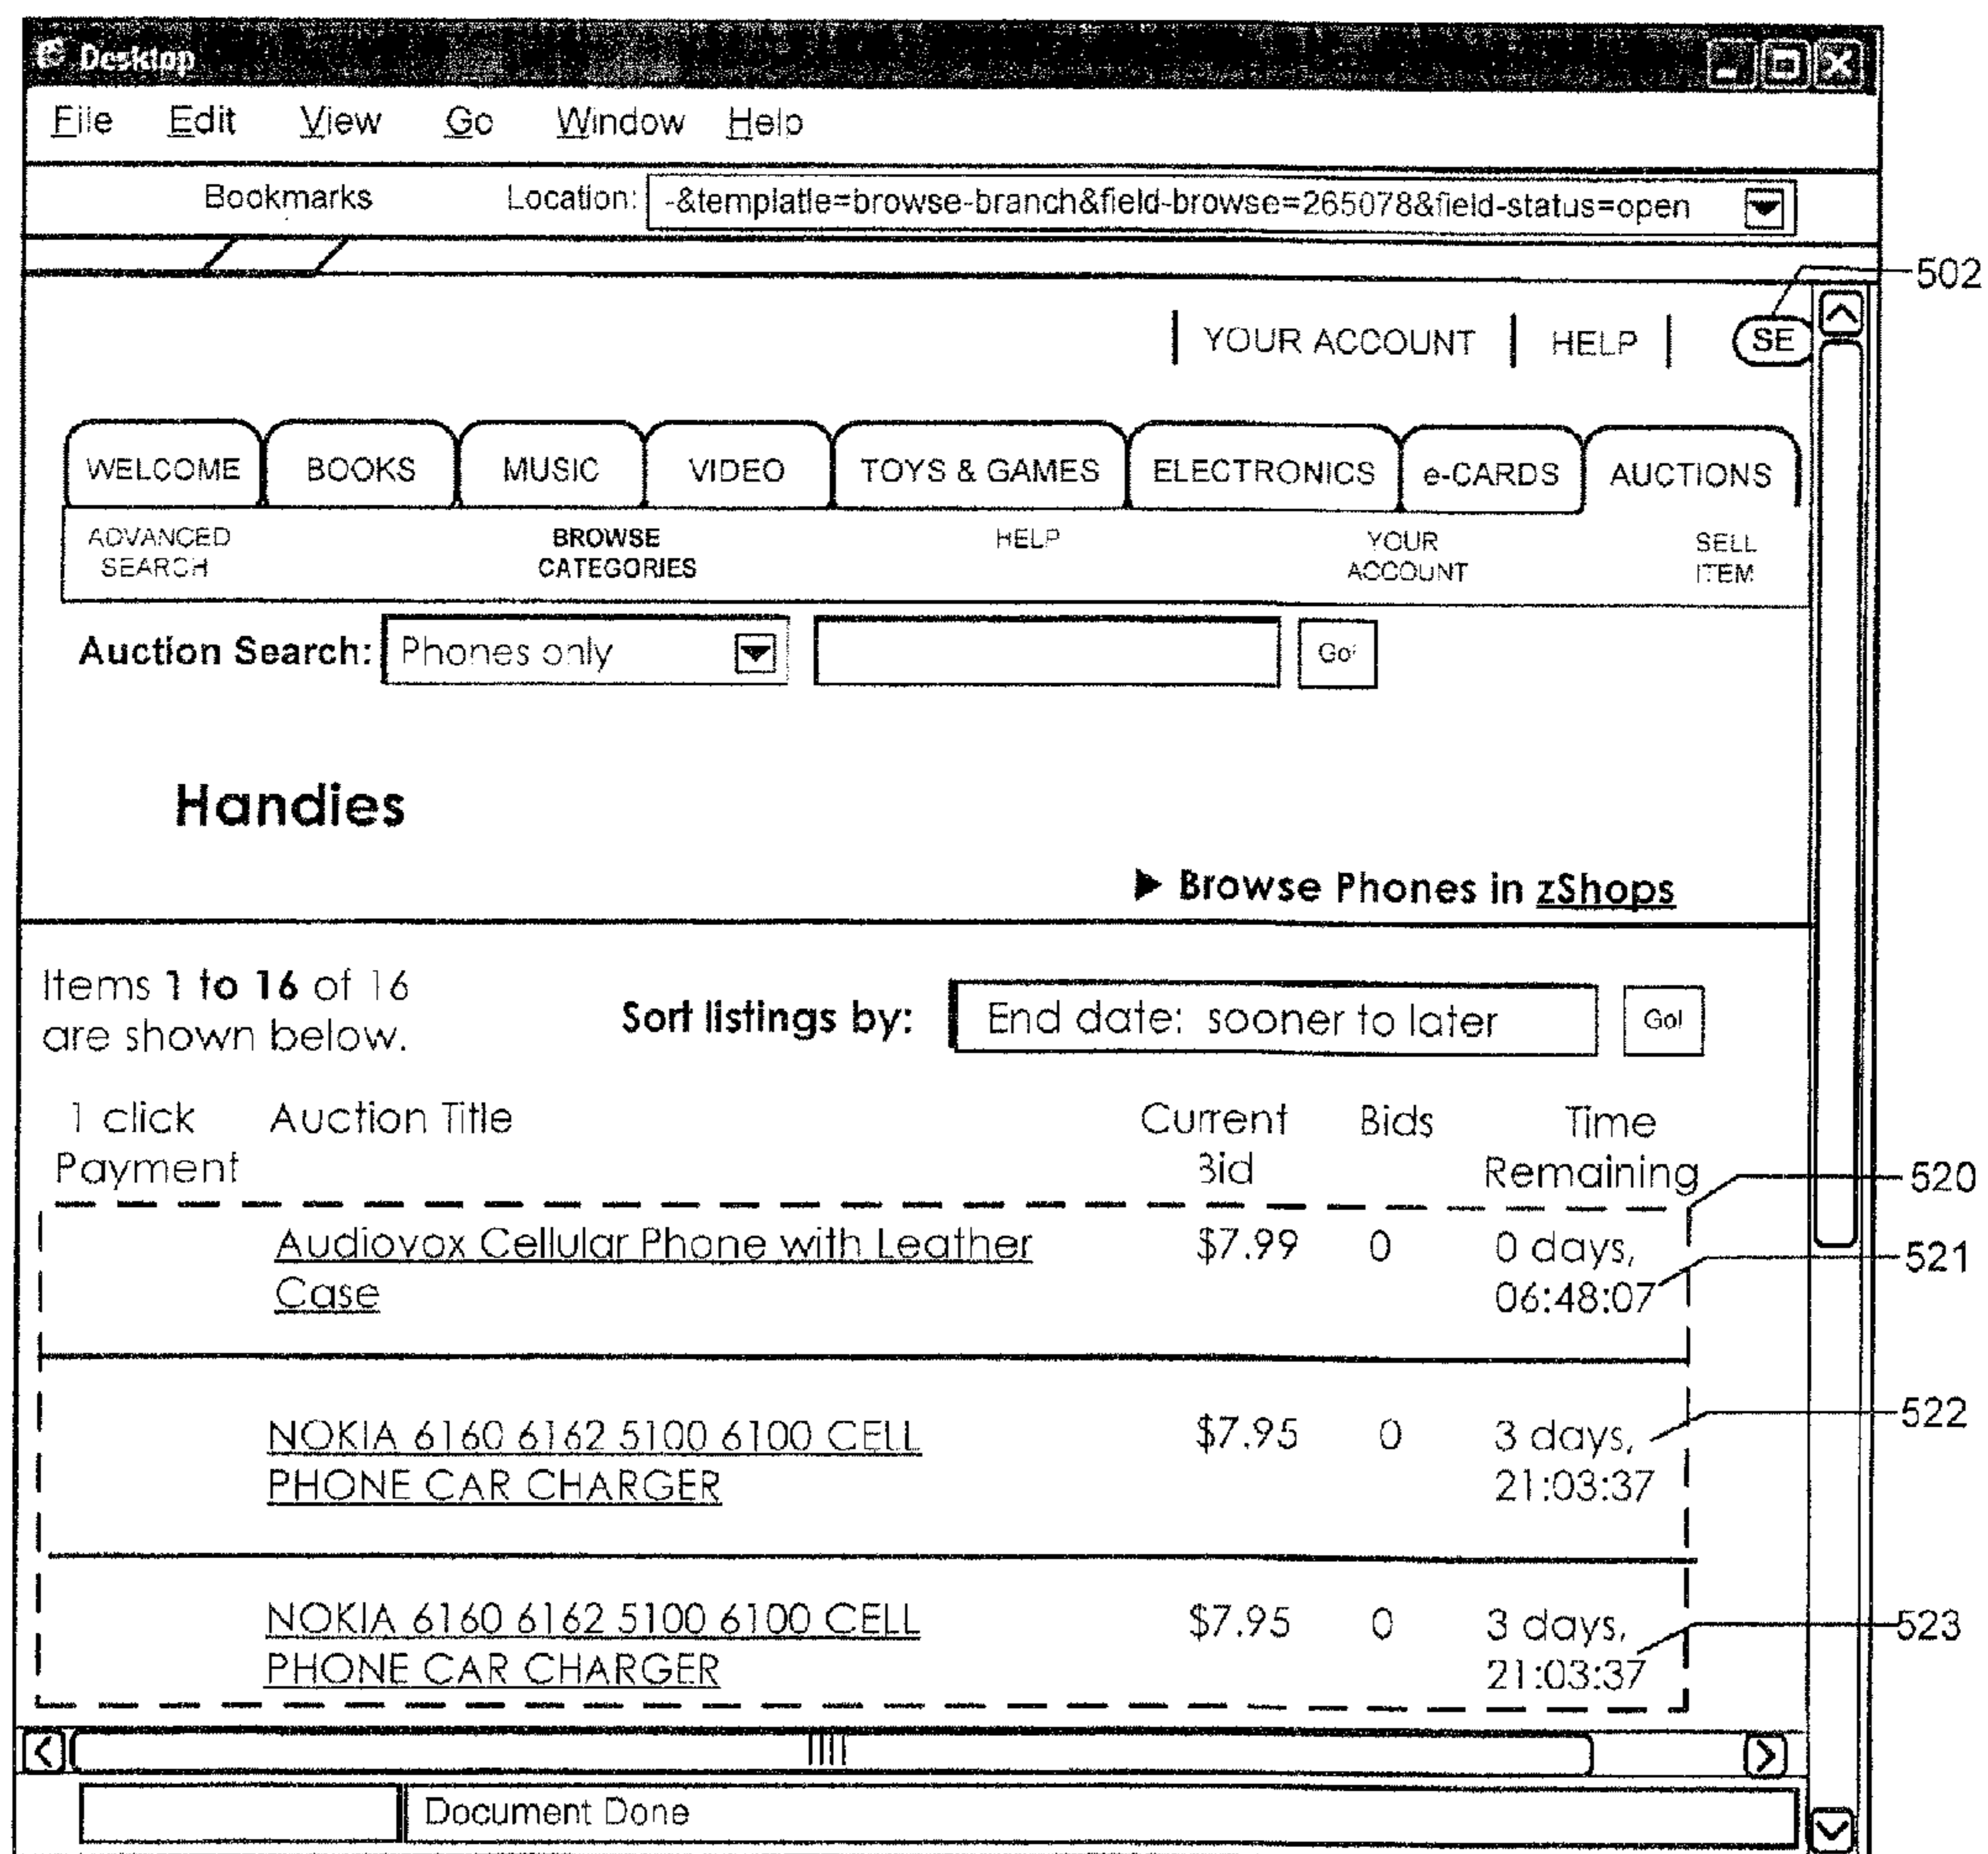 Desktop
File Edit View Go Window Help
Bookmarks Location: -&templatle=browse-branch&field-browse=265078&field-status=open
502
YOUR ACCOUNT | HELP | SE
WELCOME BOOKS MUSIC VIDEO TOYS & GAMES ELECTRONICS e-CARDS AUCTIONS
ADVANCED SEARCH BROWSE CATEGORIES HELP YOUR ACCOUNT SELL ITEM
Auction Search: Phones only Go!
Handies
Browse Phones in zShops
Items 1 to 16 of 16
are shown below.
Sort listings by: End date: sooner to later Go!
1 click Payment Auction Title Current Bid Bids Time Remaining
520
Audiovox Cellular Phone with Leather $7.99 0 0 days,
Case 06:48:07
521
NOKIA 6160 6162 5100 6100 CELL $7.95 0 3 days,
PHONE CAR CHARGER 21:03:37
522
NOKIA 6160 6162 5100 6100 CELL $7.95 0 3 days,
PHONE CAR CHARGER 21:03:37
523
Document Done